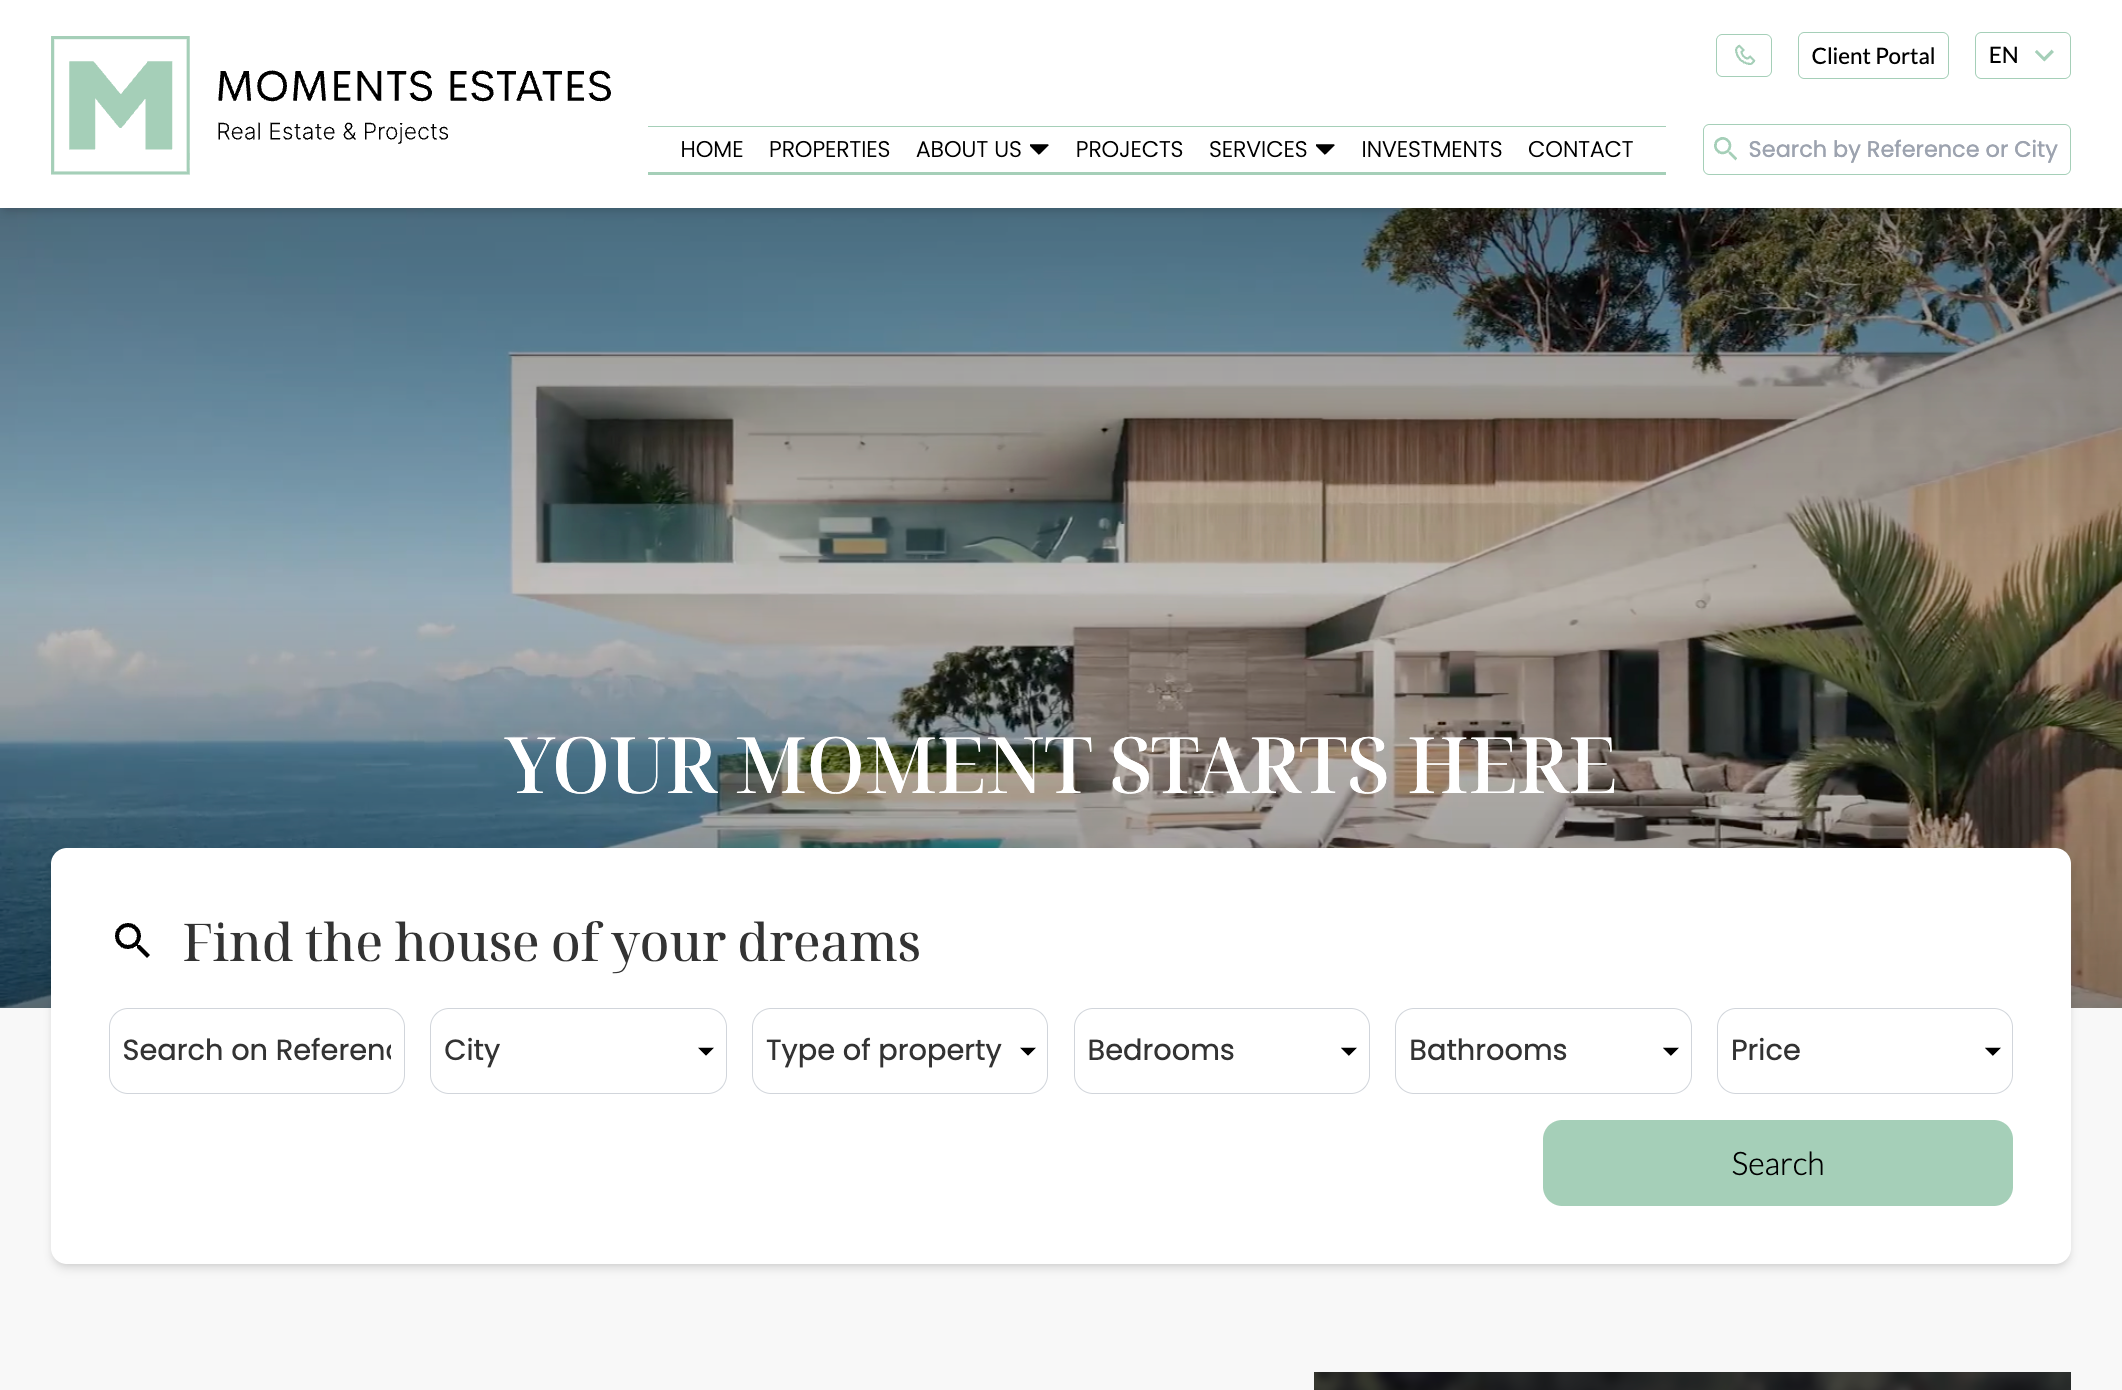 M
MOMENTS ESTATES
Real Estate & Projects
Client Portal
EN
HOME PROPERTIES ABOUT US PROJECTS SERVICES INVESTMENTS CONTACT
Search by Reference or City
YOUR MOMENT STARTS HERE
Find the house of your dreams
Search on Referenc
City
Type of property
Bedrooms
Bathrooms
Price
Search